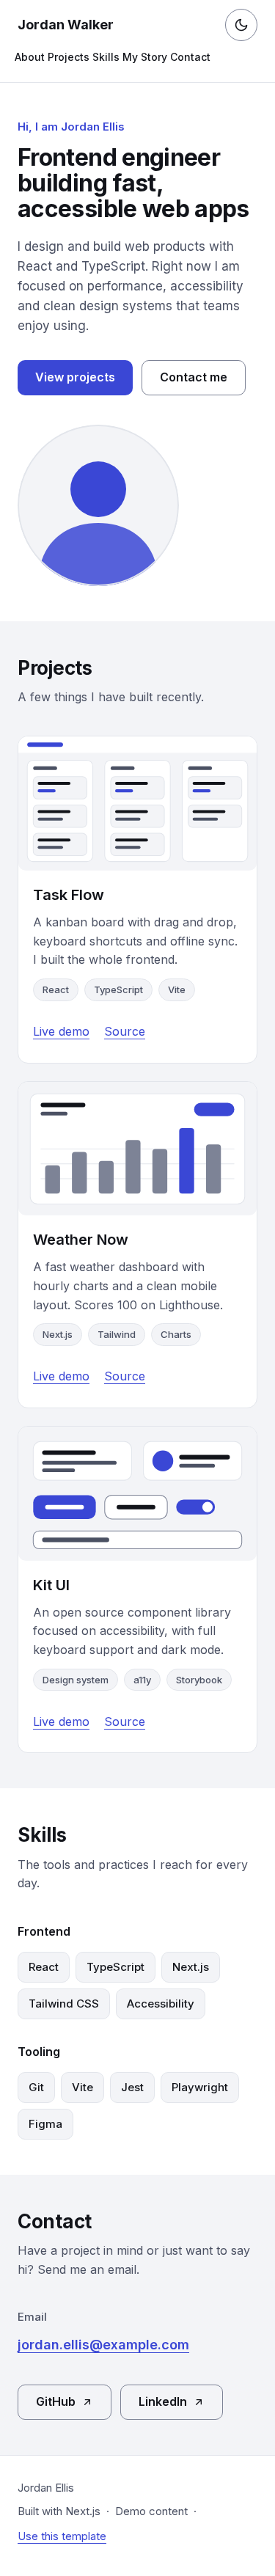 Jordan Walker
About Projects Skills My Story Contact
Hi, I am Jordan Ellis
Frontend engineer
building fast,
accessible web apps
I design and build web products with
React and TypeScript. Right now I am
focused on performance, accessibility
and clean design systems that teams
enjoy using.
View projects Contact me
Projects
A few things I have built recently.
Task Flow
A kanban board with drag and drop,
keyboard shortcuts and offline sync.
I built the whole frontend.
React TypeScript Vite
Live demo Source
Weather Now
A fast weather dashboard with
hourly charts and a clean mobile
layout. Scores 100 on Lighthouse.
Next.js Tailwind Charts
Live demo Source
Kit UI
An open source component library
focused on accessibility, with full
keyboard support and dark mode.
Design system a11y Storybook
Live demo Source
Skills
The tools and practices I reach for every
day.
Frontend
React TypeScript Next.js
Tailwind CSS Accessibility
Tooling
Git Vite Jest Playwright
Figma
Contact
Have a project in mind or just want to say
hi? Send me an email.
Email
jordan.ellis@example.com
GitHub ↗ LinkedIn ↗
Jordan Ellis
Built with Next.js · Demo content ·
Use this template